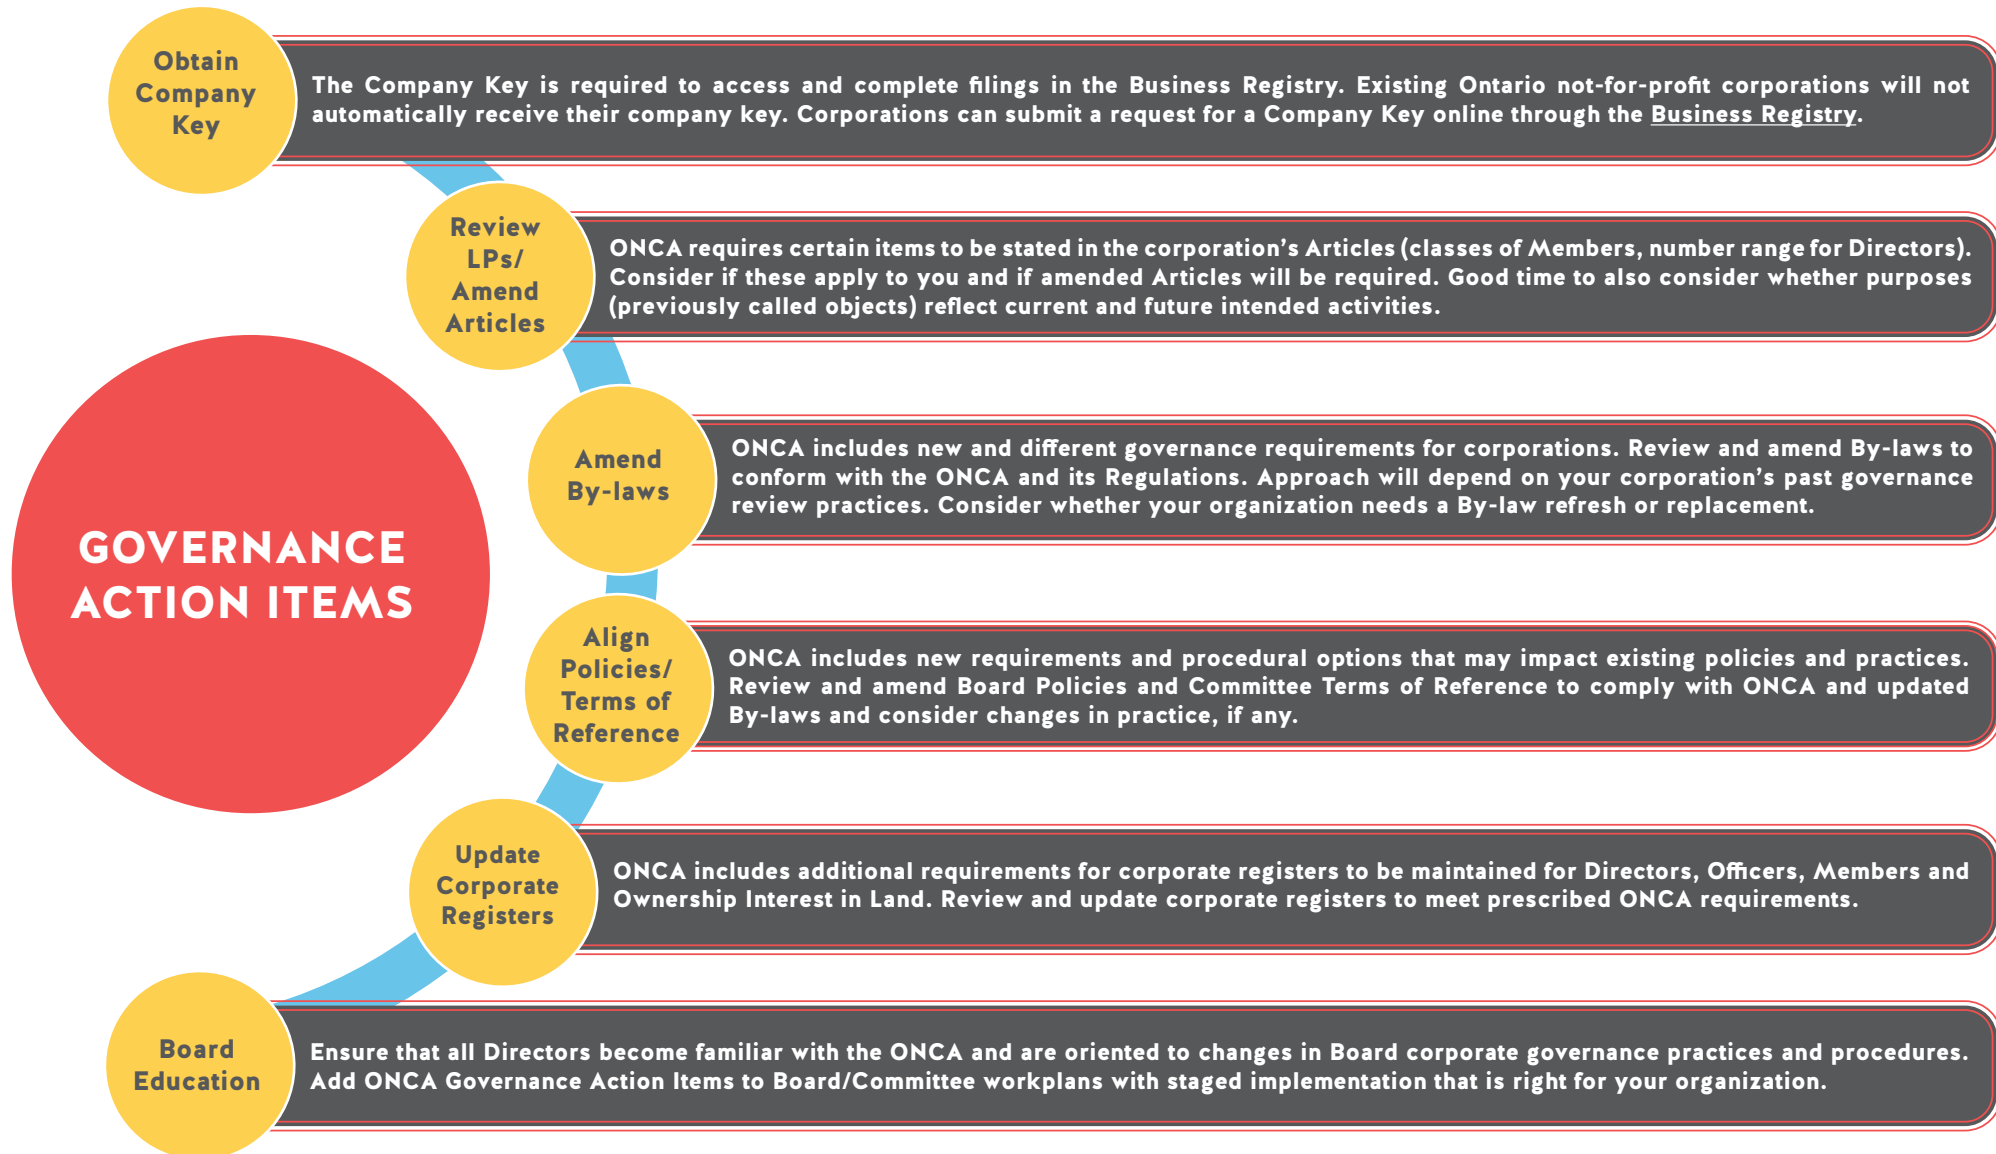 Obtain
Company
Key
The Company Key is required to access and complete filings in the Business Registry. Existing Ontario not-for-profit corporations will not
automatically receive their company key. Corporations can submit a request for a Company Key online through the Business Registry.
Review
LPs/
Amend
Articles
ONCA requires certain items to be stated in the corporation's Articles (classes of Members, number range for Directors).
Consider if these apply to you and if amended Articles will be required. Good time to also consider whether purposes
(previously called objects) reflect current and future intended activities.
GOVERNANCE
ACTION ITEMS
Amend
By-laws
ONCA includes new and different governance requirements for corporations. Review and amend By-laws to
conform with the ONCA and its Regulations. Approach will depend on your corporation's past governance
review practices. Consider whether your organization needs a By-law refresh or replacement.
Align
Policies/
Terms of
Reference
ONCA includes new requirements and procedural options that may impact existing policies and practices.
Review and amend Board Policies and Committee Terms of Reference to comply with ONCA and updated
By-laws and consider changes in practice, if any.
Update
Corporate
Registers
ONCA includes additional requirements for corporate registers to be maintained for Directors, Officers, Members and
Ownership Interest in Land. Review and update corporate registers to meet prescribed ONCA requirements.
Board
Education
Ensure that all Directors become familiar with the ONCA and are oriented to changes in Board corporate governance practices and procedures.
Add ONCA Governance Action Items to Board/Committee workplans with staged implementation that is right for your organization.